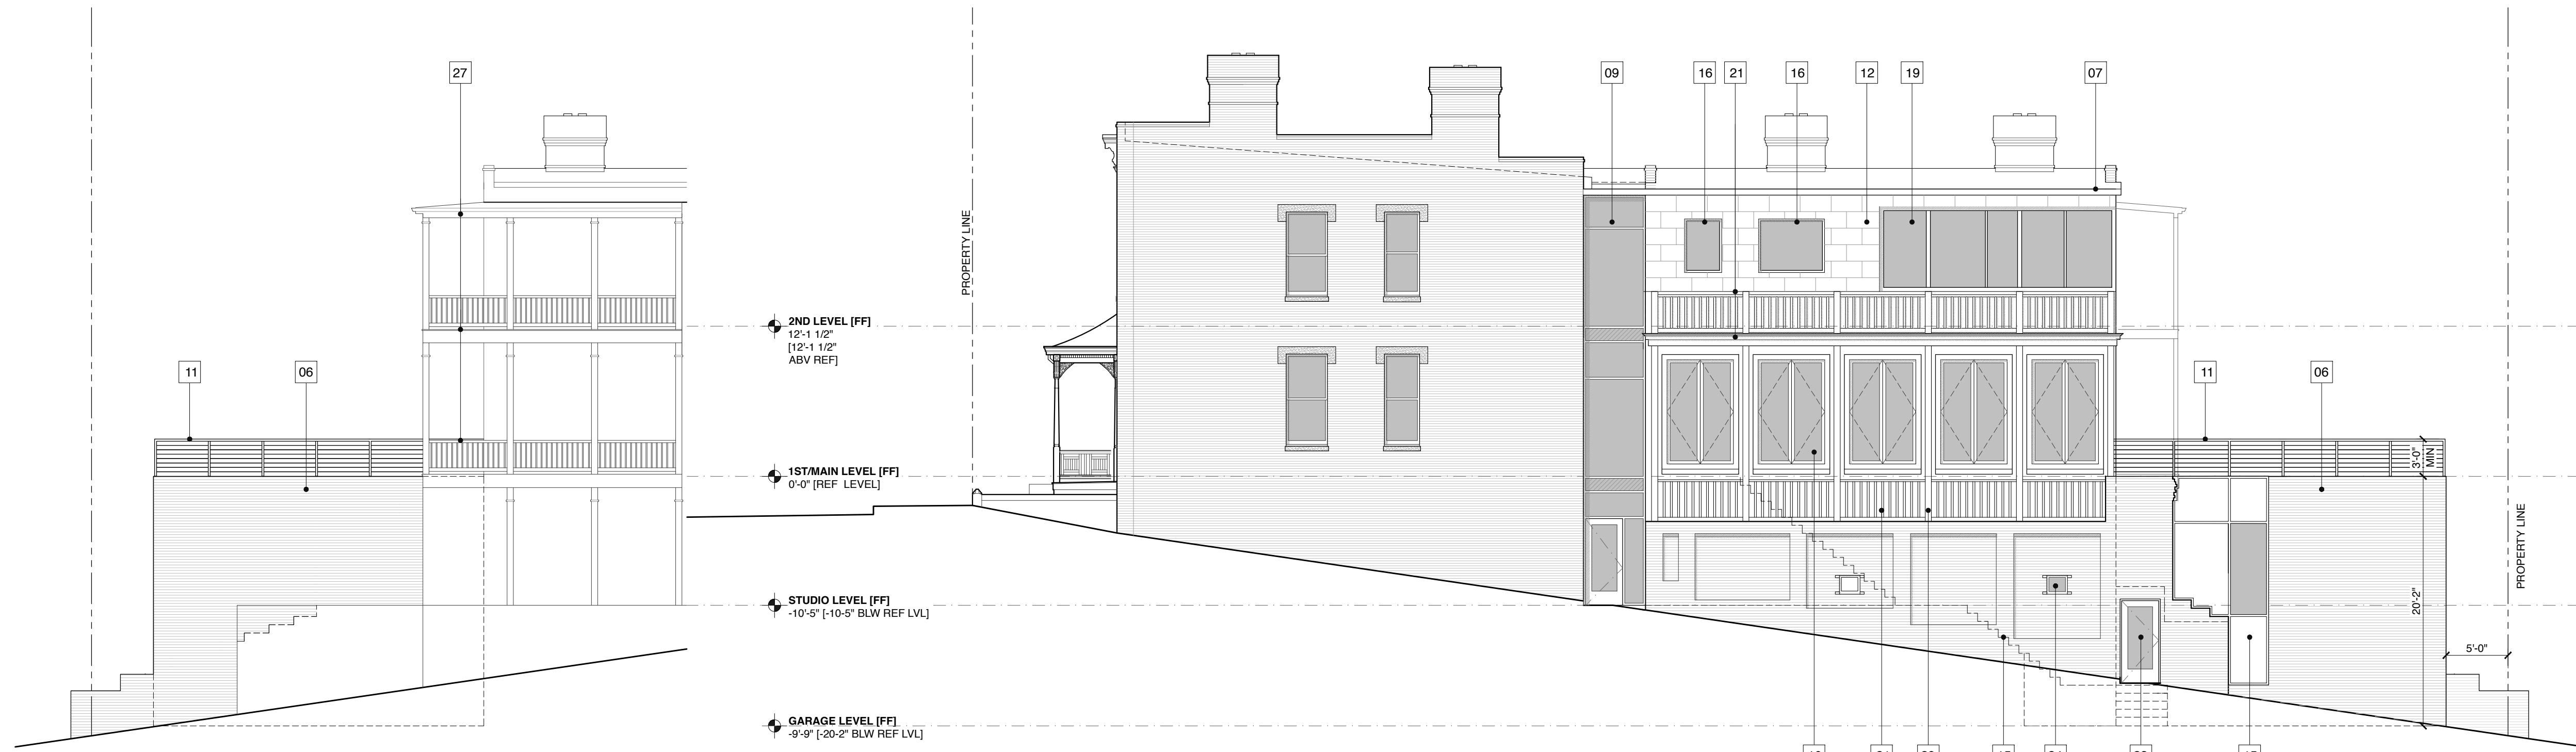 27
09
16
21
16
12
19
07
PROPERTY LINE
2ND LEVEL [FF]
12'-1 1/2"
[12'-1 1/2"
ABV REF]
11
06
11
06
3'-0"
MIN
1ST/MAIN LEVEL [FF]
0'-0" [REF LEVEL]
PROPERTY LINE
STUDIO LEVEL [FF]
-10'-5" [-10-5" BLW REF LVL]
20'-2"
5'-0"
GARAGE LEVEL [FF]
-9'-9" [-20-2" BLW REF LVL]